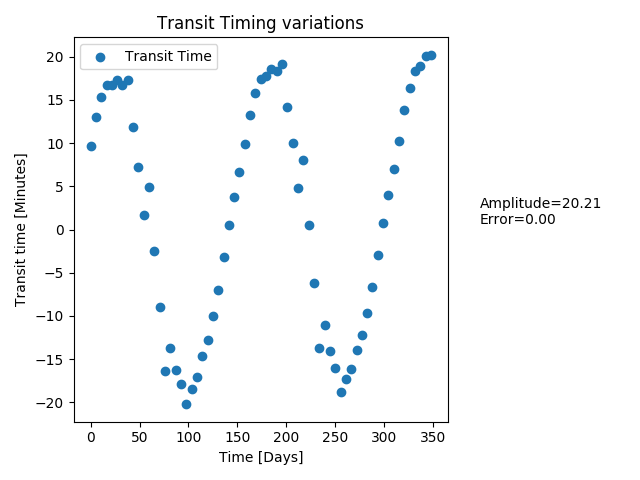 Transit Timing variations
Transit Time
20
15
10
5
0
−5
−10
−15
−20
Transit time [Minutes]
0 50 100 150 200 250 300 350
Time [Days]
Amplitude=20.21
Error=0.00